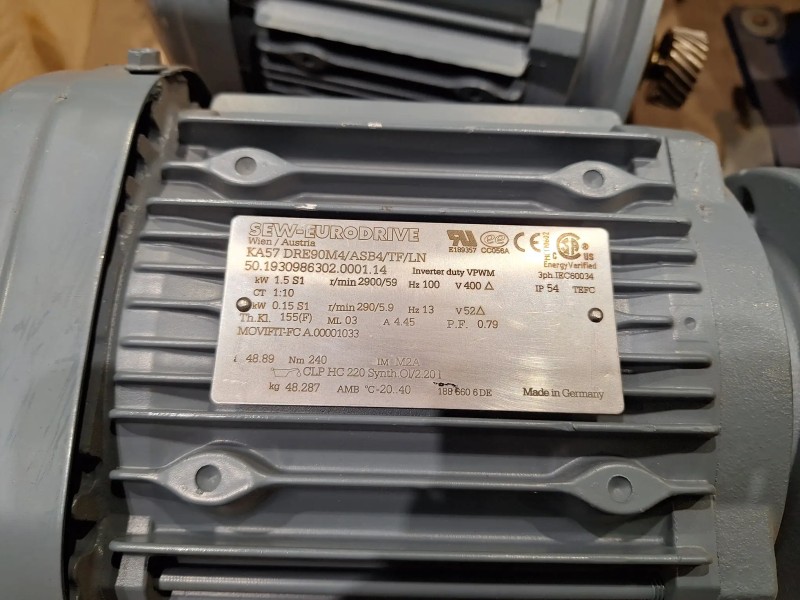 SEW-EURODRIVE
Wien / Austria
KA57 DRE90M4/ASB4/TF/LN
50.1930986302.0001.14
Inverter duty VPWM
kW 1.5 S1 r/min 2900/59 Hz 100 V 400 △
CT 1:10
kW 0.15 S1 r/min 290/5.9 Hz 13 V 52 △
Th.Kl. 155(F) ML 03 A 4.45 P.F. 0.79
MOVIFIT-FC A.00001033
i 48.89 Nm 240 IM M2A
CLP HC 220 Synth.Öl/2.20 l
kg 48.287 AMB °C -20..40 188 660 6 DE
Made in Germany
E189357 CC056A
CE
C US
Energy Verified
3ph.IEC60034
IP 54 TEFC